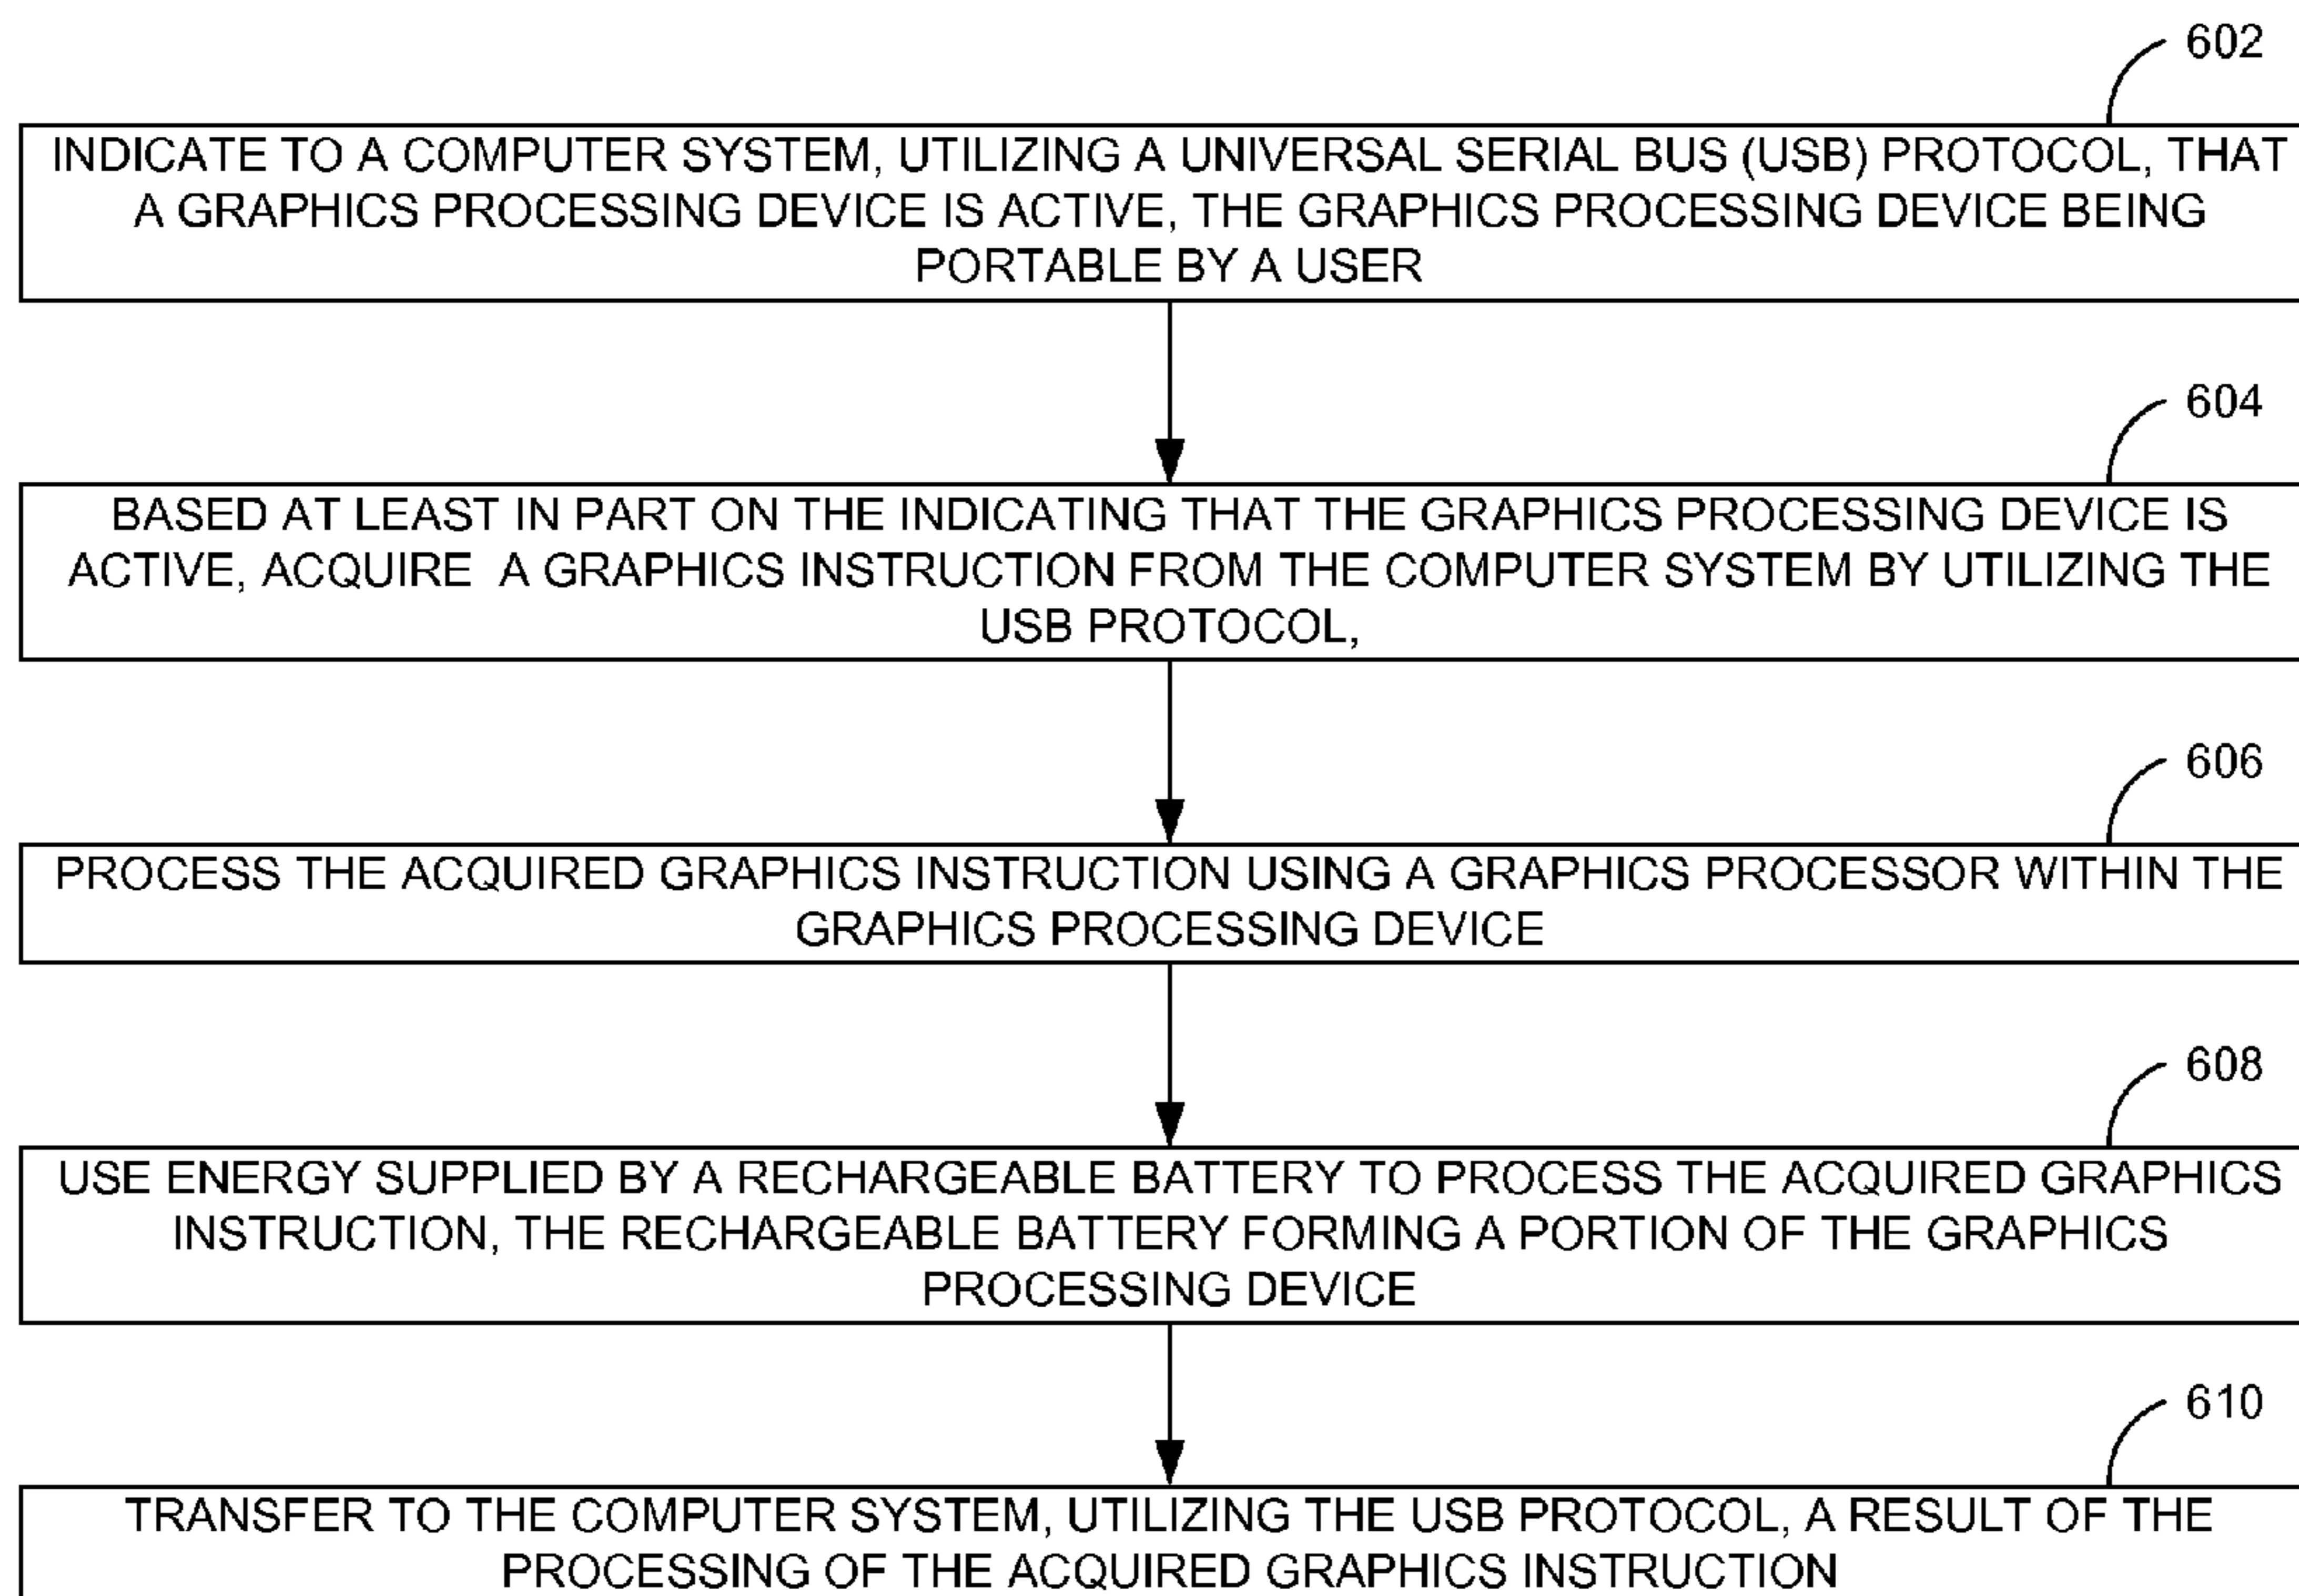 602
INDICATE TO A COMPUTER SYSTEM, UTILIZING A UNIVERSAL SERIAL BUS (USB) PROTOCOL, THAT
A GRAPHICS PROCESSING DEVICE IS ACTIVE, THE GRAPHICS PROCESSING DEVICE BEING
PORTABLE BY A USER
604
BASED AT LEAST IN PART ON THE INDICATING THAT THE GRAPHICS PROCESSING DEVICE IS
ACTIVE, ACQUIRE A GRAPHICS INSTRUCTION FROM THE COMPUTER SYSTEM BY UTILIZING THE
USB PROTOCOL,
606
PROCESS THE ACQUIRED GRAPHICS INSTRUCTION USING A GRAPHICS PROCESSOR WITHIN THE
GRAPHICS PROCESSING DEVICE
608
USE ENERGY SUPPLIED BY A RECHARGEABLE BATTERY TO PROCESS THE ACQUIRED GRAPHICS
INSTRUCTION, THE RECHARGEABLE BATTERY FORMING A PORTION OF THE GRAPHICS
PROCESSING DEVICE
610
TRANSFER TO THE COMPUTER SYSTEM, UTILIZING THE USB PROTOCOL, A RESULT OF THE
PROCESSING OF THE ACQUIRED GRAPHICS INSTRUCTION